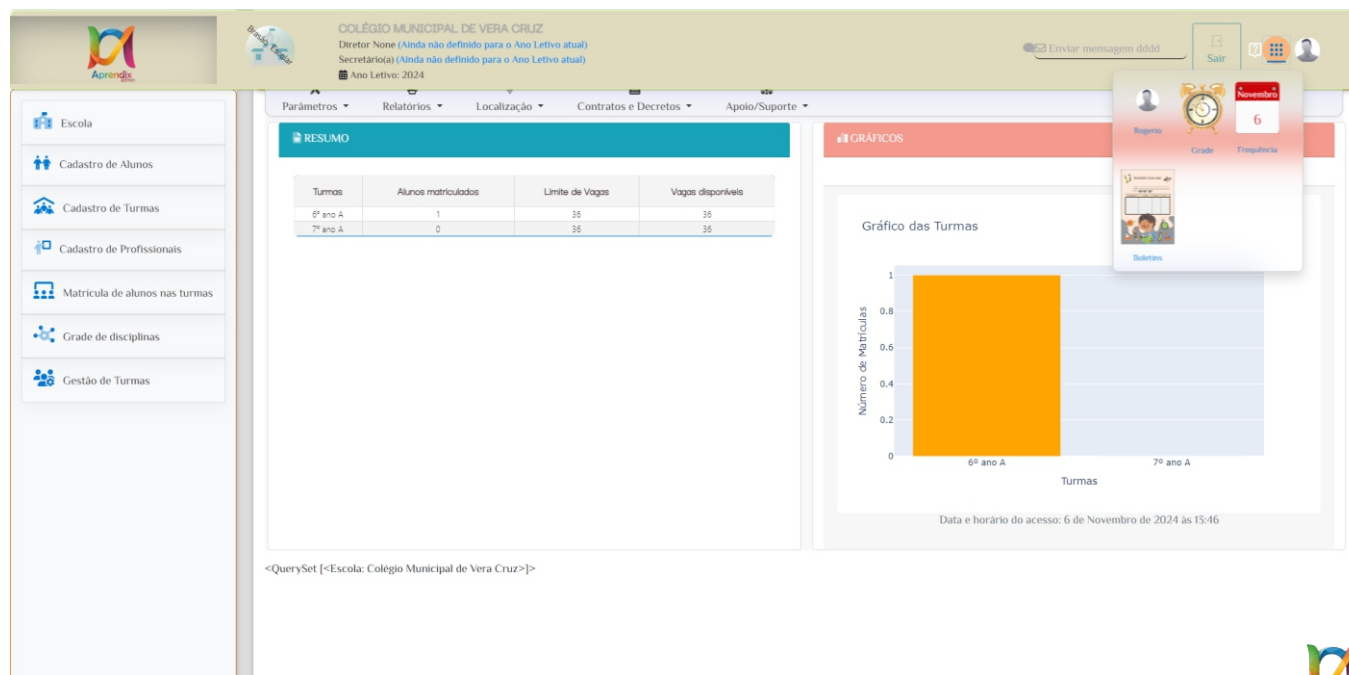 Aprendix
Brasão Escolar
COLÉGIO MUNICIPAL DE VERA CRUZ
Diretor None (Ainda não definido para o Ano Letivo atual)
Secretário(a) (Ainda não definido para o Ano Letivo atual)
Ano Letivo: 2024
Enviar mensagem dddd
Sair
Escola
Cadastro de Alunos
Cadastro de Turmas
Cadastro de Profissionais
Matrícula de alunos nas turmas
Grade de disciplinas
Gestão de Turmas
Parâmetros Relatórios Localização Contratos e Decretos Apoio/Suporte
RESUMO
Turmas Alunos matriculados Limite de Vagas Vagas disponíveis
6º ano A 1 36 36
7º ano A 0 36 36
GRÁFICOS
Rogerio
Grade
Novembro
6
Frequência
Boletins
Gráfico das Turmas
Número de Matrículas
1
0.8
0.6
0.4
0.2
0
6º ano A 7º ano A
Turmas
Data e horário do acesso: 6 de Novembro de 2024 às 15:46
<QuerySet [<Escola: Colégio Municipal de Vera Cruz>]>